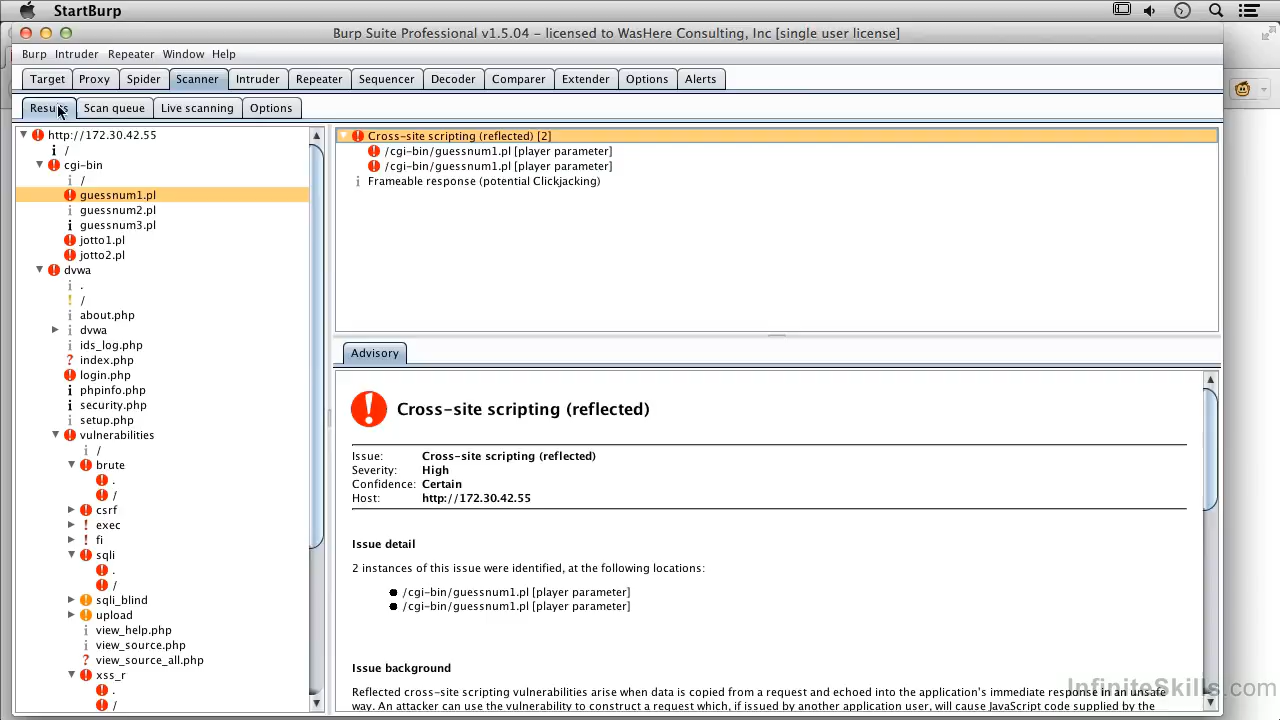 StartBurp
Burp Suite Professional v1.5.04 - licensed to WasHere Consulting, Inc [single user license]
Burp Intruder Repeater Window Help
Target Proxy Spider Scanner Intruder Repeater Sequencer Decoder Comparer Extender Options Alerts
Results Scan queue Live scanning Options
http://172.30.42.55
/
cgi-bin
/
guessnum1.pl
guessnum2.pl
guessnum3.pl
jotto1.pl
jotto2.pl
dvwa
.
/
about.php
dvwa
ids_log.php
index.php
login.php
phpinfo.php
security.php
setup.php
vulnerabilities
/
brute
.
/
csrf
exec
fi
sqli
.
/
sqli_blind
upload
view_help.php
view_source.php
view_source_all.php
xss_r
.
/
Cross-site scripting (reflected) [2]
/cgi-bin/guessnum1.pl [player parameter]
/cgi-bin/guessnum1.pl [player parameter]
Frameable response (potential Clickjacking)
Advisory
Cross-site scripting (reflected)
Issue: Cross-site scripting (reflected)
Severity: High
Confidence: Certain
Host: http://172.30.42.55
Issue detail
2 instances of this issue were identified, at the following locations:
/cgi-bin/guessnum1.pl [player parameter]
/cgi-bin/guessnum1.pl [player parameter]
Issue background
Reflected cross-site scripting vulnerabilities arise when data is copied from a request and echoed into the application's immediate response in an unsafe
way. An attacker can use the vulnerability to construct a request which, if issued by another application user, will cause JavaScript code supplied by the
InfiniteSkills.com